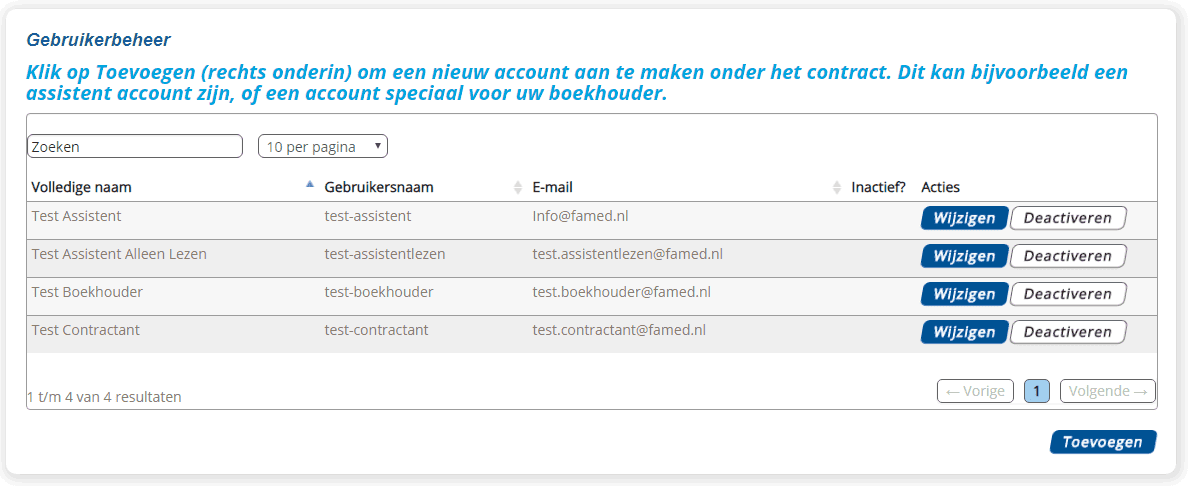 Gebruikerbeheer
Klik op Toevoegen (rechts onderin) om een nieuw account aan te maken onder het contract. Dit kan bijvoorbeeld een
assistent account zijn, of een account speciaal voor uw boekhouder.
Zoeken 10 per pagina
Volledige naam Gebruikersnaam E-mail Inactief? Acties
Test Assistent test-assistent Info@famed.nl Wijzigen Deactiveren
Test Assistent Alleen Lezen test-assistentlezen test.assistentlezen@famed.nl Wijzigen Deactiveren
Test Boekhouder test-boekhouder test.boekhouder@famed.nl Wijzigen Deactiveren
Test Contractant test-contractant test.contractant@famed.nl Wijzigen Deactiveren
1 t/m 4 van 4 resultaten ← Vorige 1 Volgende →
Toevoegen